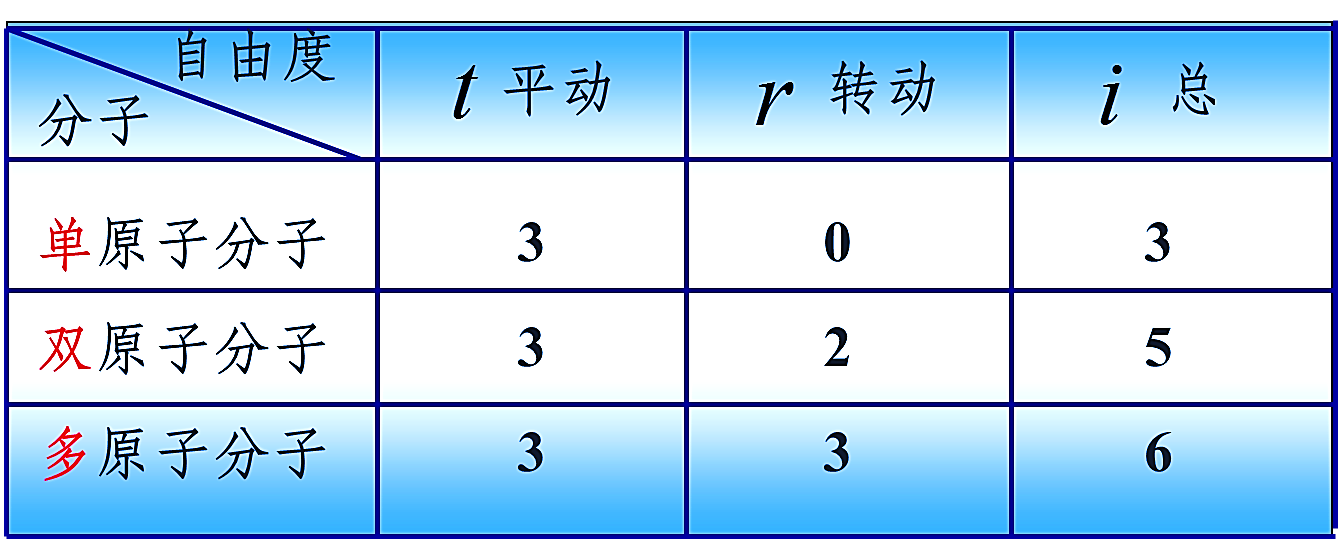 自由度
分子
t 平动
r 转动
i 总
单原子分子 3 0 3
双原子分子 3 2 5
多原子分子 3 3 6